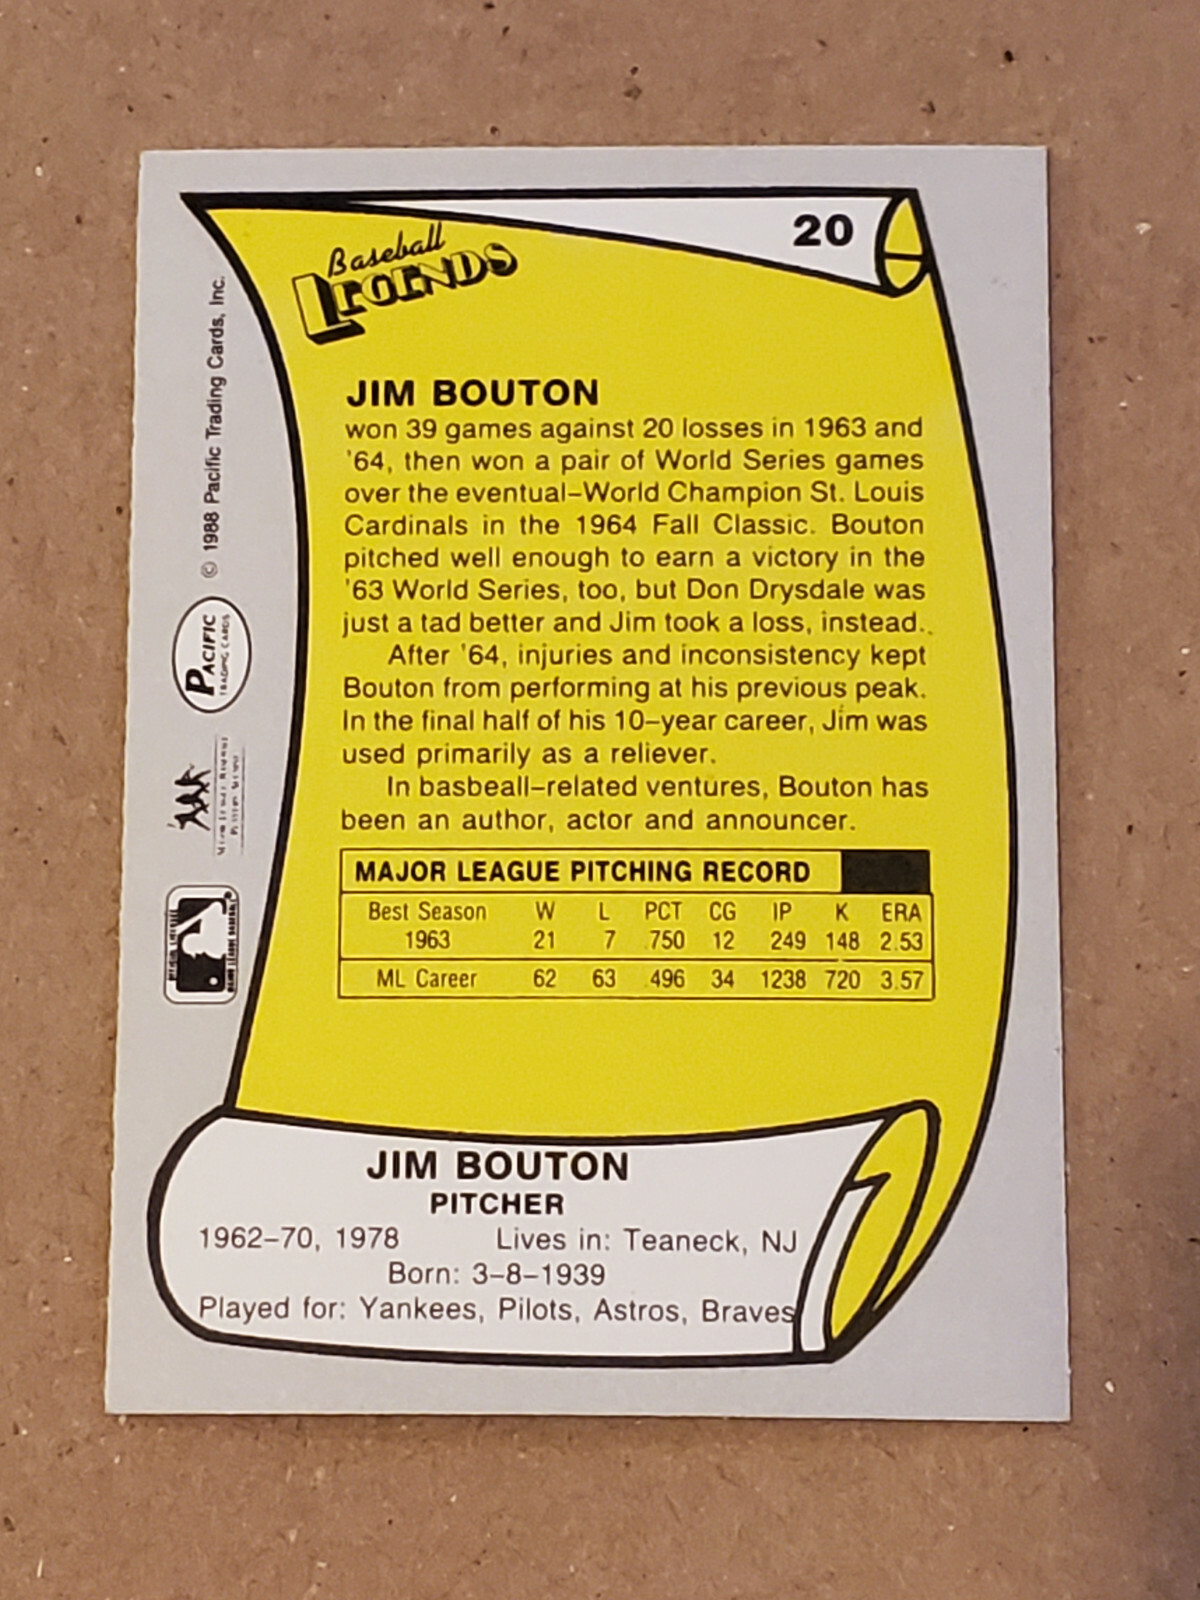 20
Baseball
LEGENDS
JIM BOUTON
won 39 games against 20 losses in 1963 and
'64, then won a pair of World Series games
over the eventual-World Champion St. Louis
Cardinals in the 1964 Fall Classic. Bouton
pitched well enough to earn a victory in the
'63 World Series, too, but Don Drysdale was
just a tad better and Jim took a loss, instead.
After '64, injuries and inconsistency kept
Bouton from performing at his previous peak.
In the final half of his 10-year career, Jim was
used primarily as a reliever.
In basbeall-related ventures, Bouton has
been an author, actor and announcer.
MAJOR LEAGUE PITCHING RECORD
Best Season W L PCT CG IP K ERA
1963 21 7 .750 12 249 148 2.53
ML Career 62 63 .496 34 1238 720 3.57
JIM BOUTON
PITCHER
1962-70, 1978 Lives in: Teaneck, NJ
Born: 3-8-1939
Played for: Yankees, Pilots, Astros, Braves
© 1988 Pacific Trading Cards, Inc.
PACIFIC
TRADING CARDS